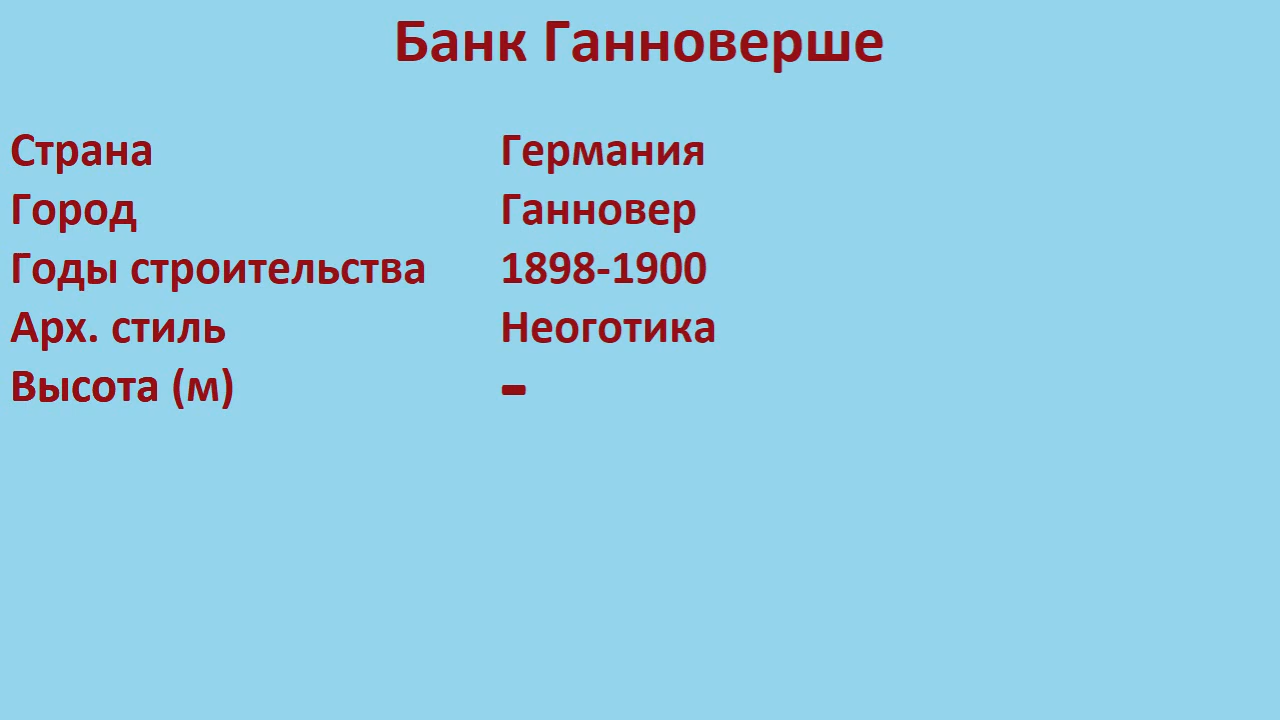 Банк Ганноверше
Страна Германия
Город Ганновер
Годы строительства 1898-1900
Арх. стиль Неоготика
Высота (м) -